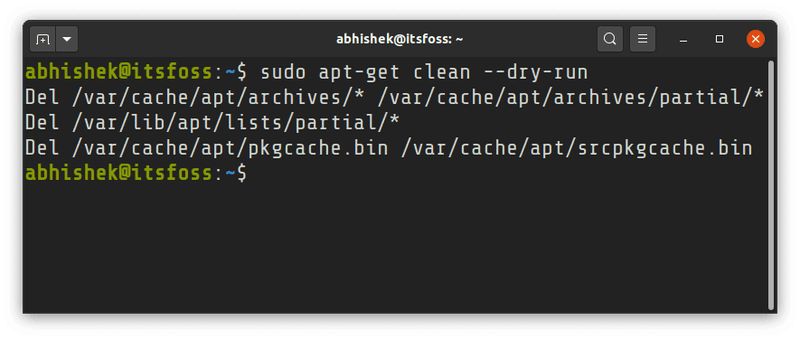 abhishek@itsfoss: ~
abhishek@itsfoss:~$ sudo apt-get clean --dry-run
Del /var/cache/apt/archives/* /var/cache/apt/archives/partial/*
Del /var/lib/apt/lists/partial/*
Del /var/cache/apt/pkgcache.bin /var/cache/apt/srcpkgcache.bin
abhishek@itsfoss:~$